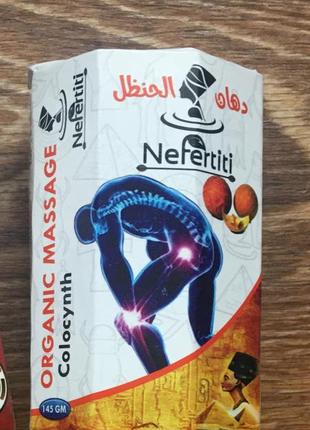 دهان الحنظل
Nefertiti
Nefertiti
ORGANIC MASSAGE
Colocynth
145 GM